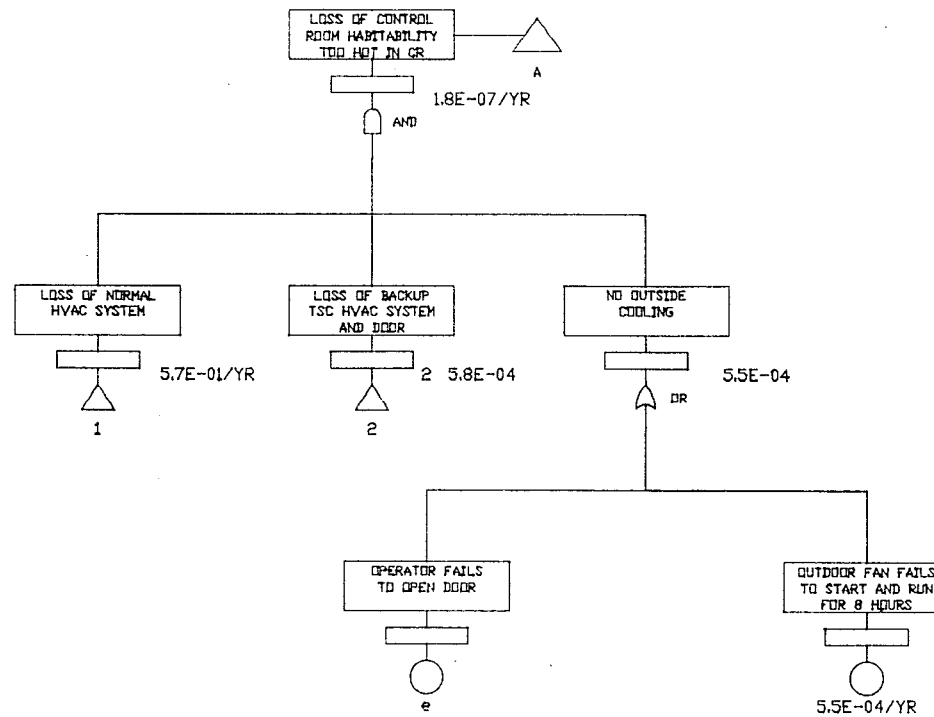 LOSS OF CONTROL
ROOM HABITABILITY
TOO HOT IN CR
A
1.8E-07/YR
AND
LOSS OF NORMAL
HVAC SYSTEM
LOSS OF BACKUP
TSC HVAC SYSTEM
AND DOOR
NO OUTSIDE
COOLING
5.7E-01/YR
2 5.8E-04
5.5E-04
1
2
OR
OPERATOR FAILS
TO OPEN DOOR
OUTDOOR FAN FAILS
TO START AND RUN
FOR 8 HOURS
e
5.5E-04/YR